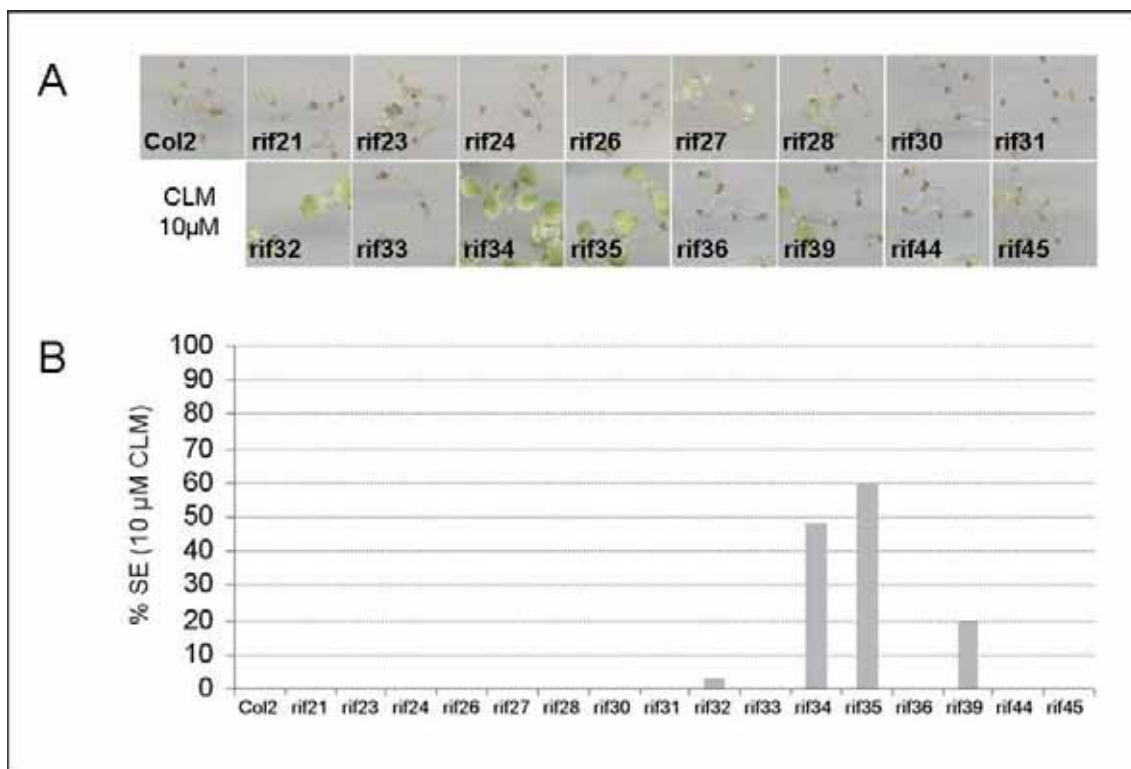 A
Col2 rif21 rif23 rif24 rif26 rif27 rif28 rif30 rif31
CLM
10µM
rif32 rif33 rif34 rif35 rif36 rif39 rif44 rif45
B
% SE (10 µM CLM)
100
90
80
70
60
50
40
30
20
10
0
Col2 rif21 rif23 rif24 rif26 rif27 rif28 rif30 rif31 rif32 rif33 rif34 rif35 rif36 rif39 rif44 rif45